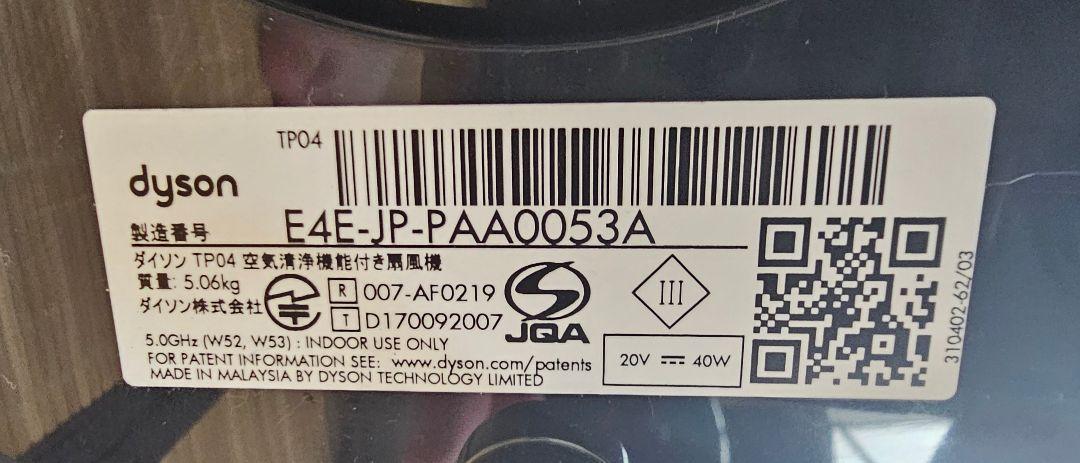 TP04
dyson
製造番号 E4E-JP-PAA0053A
ダイソン TP04 空気清浄機能付き扇風機
質量: 5.06kg
ダイソン株式会社
R 007-AF0219
T D170092007
JQA
III
5.0GHz (W52, W53) : INDOOR USE ONLY
FOR PATENT INFORMATION SEE: www.dyson.com/patents
MADE IN MALAYSIA BY DYSON TECHNOLOGY LIMITED
20V ⎓ 40W
310402-62/03